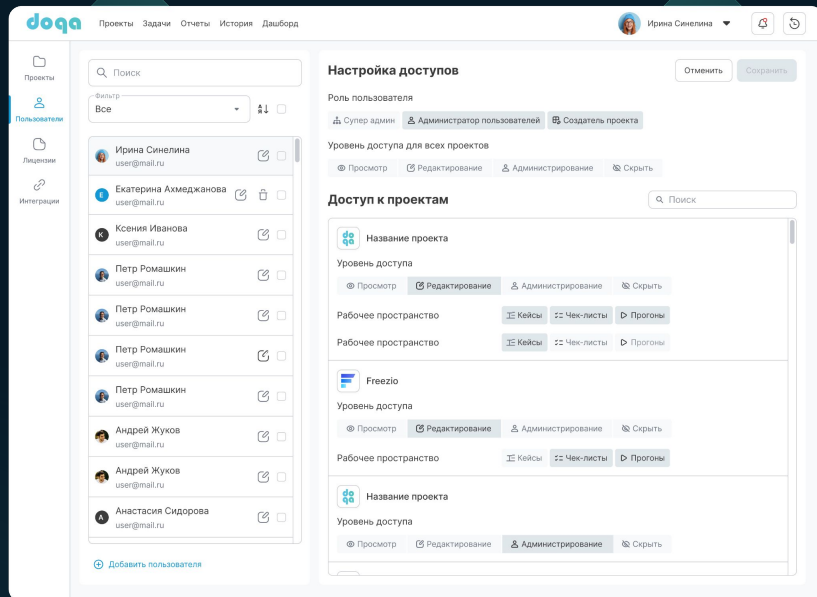 doqa
Проекты Задачи Отчеты История Дашборд
Ирина Синелина
Проекты
Пользователи
Лицензии
Интеграции
Поиск
Фильтр
Все
Ирина Синелина
user@mail.ru
Е
Екатерина Ахмеджанова
user@mail.ru
К
Ксения Иванова
user@mail.ru
Петр Ромашкин
user@mail.ru
Петр Ромашкин
user@mail.ru
Петр Ромашкин
user@mail.ru
Петр Ромашкин
user@mail.ru
Андрей Жуков
user@mail.ru
Андрей Жуков
user@mail.ru
А
Анастасия Сидорова
user@mail.ru
Добавить пользователя
Настройка доступов
Отменить
Сохранить
Роль пользователя
Супер админ Администратор пользователей Создатель проекта
Уровень доступа для всех проектов
Просмотр Редактирование Администрирование Скрыть
Доступ к проектам
Поиск
do
qa
Название проекта
Уровень доступа
Просмотр Редактирование Администрирование Скрыть
Рабочее пространство Кейсы Чек-листы Прогоны
Рабочее пространство Кейсы Чек-листы Прогоны
Freezio
Уровень доступа
Просмотр Редактирование Администрирование Скрыть
Рабочее пространство Кейсы Чек-листы Прогоны
do
qa
Название проекта
Уровень доступа
Просмотр Редактирование Администрирование Скрыть